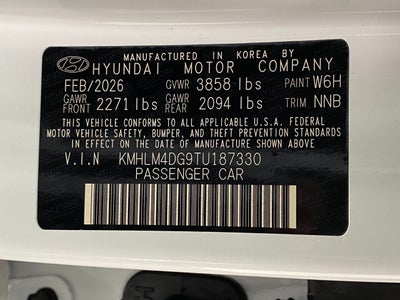 MANUFACTURED IN KOREA BY
HYUNDAI MOTOR COMPANY
FEB/2026 GVWR 3858 lbs PAINT W6H
GAWR FRONT 2271 lbs GAWR REAR 2094 lbs TRIM NNB
THIS VEHICLE CONFORMS TO ALL APPLICABLE U.S.A. FEDERAL
MOTOR VEHICLE SAFETY, BUMPER, AND THEFT PREVENTION STANDARDS
IN EFFECT ON THE DATE OF MANUFACTURE SHOWN ABOVE.
V.I.N KMHLM4DG9TU187330
PASSENGER CAR